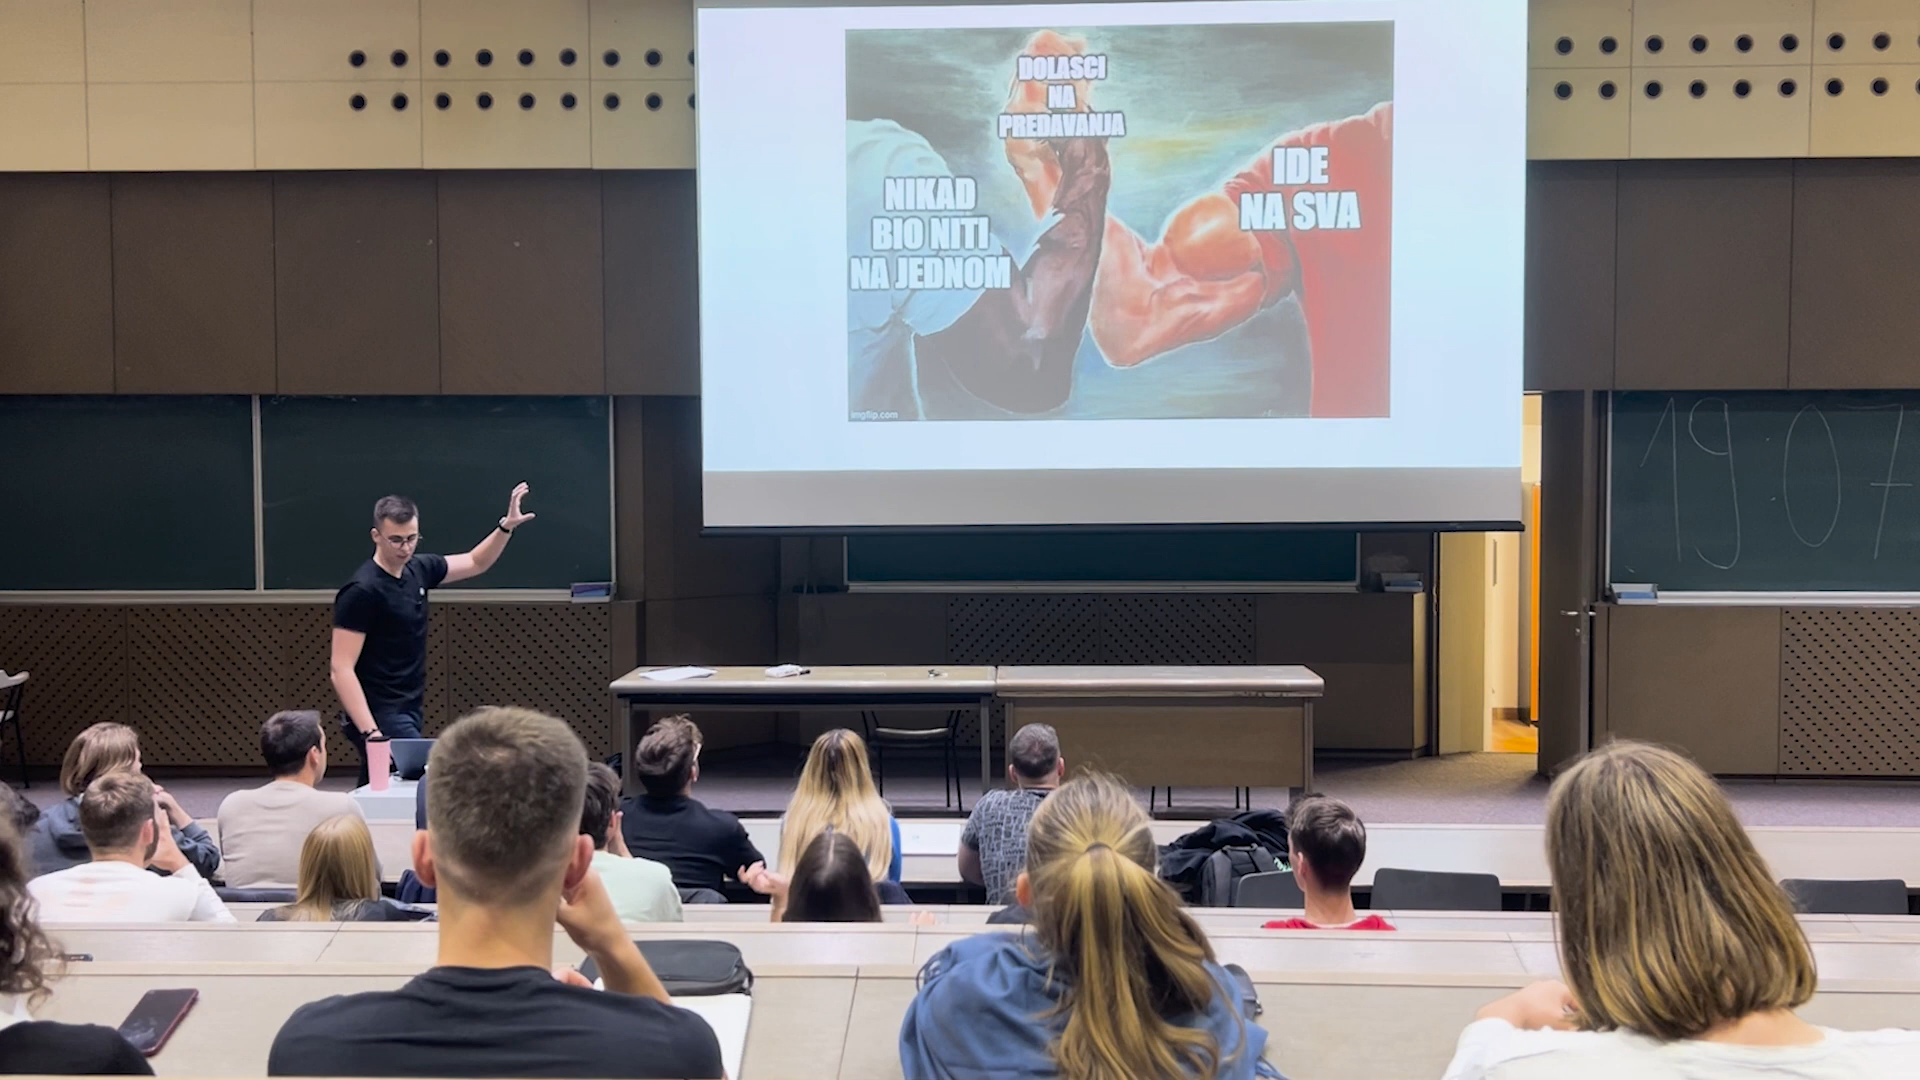 DOLASCI
NA
PREDAVANJA
NIKAD
BIO NITI
NA JEDNOM
IDE
NA SVA
imgflip.com
19.07